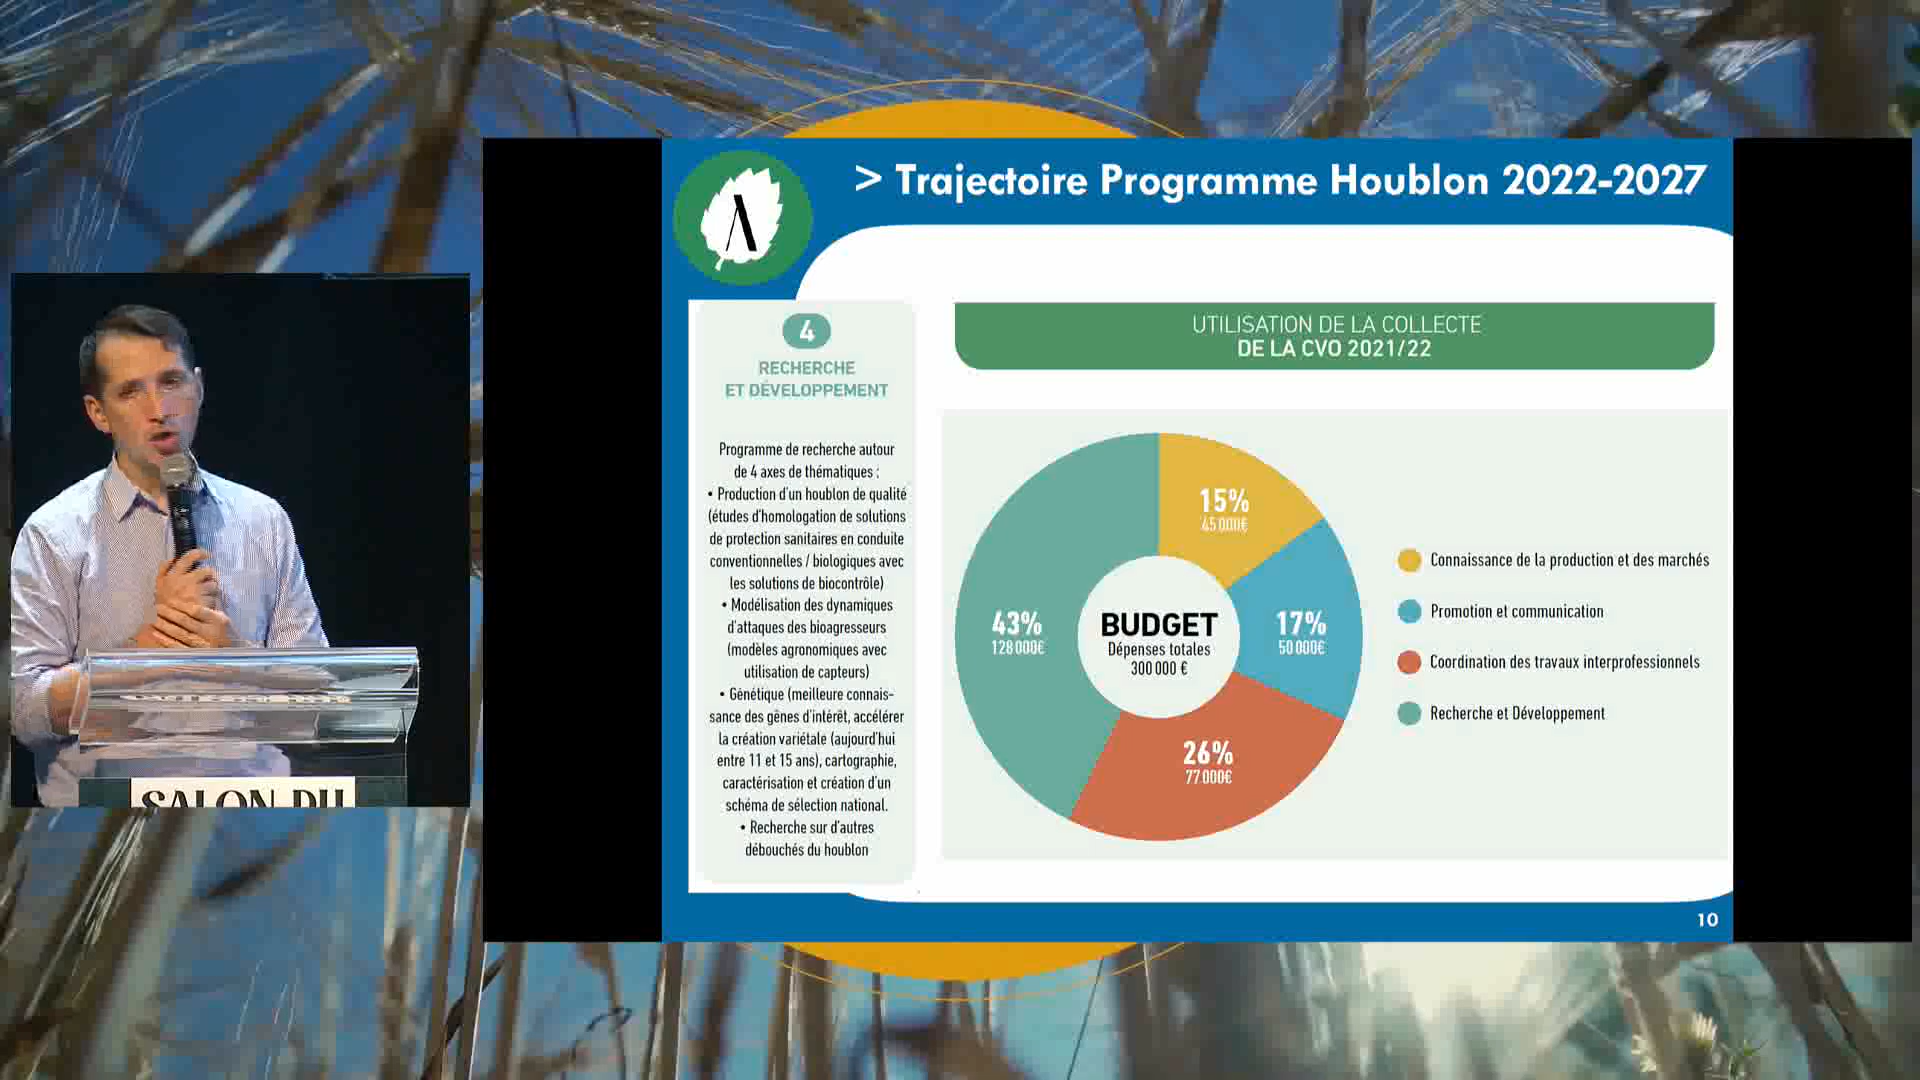 > Trajectoire Programme Houblon 2022-2027
4
RECHERCHE
ET DÉVELOPPEMENT
Programme de recherche autour
de 4 axes de thématiques :
• Production d'un houblon de qualité
(études d'homologation de solutions
de protection sanitaires en conduite
conventionnelles / biologiques avec
les solutions de biocontrôle)
• Modélisation des dynamiques
d'attaques des bioagresseurs
(modèles agronomiques avec
utilisation de capteurs)
• Génétique (meilleure connais-
sance des gênes d'intérêt, accélérer
la création variétale (aujourd'hui
entre 11 et 15 ans), cartographie,
caractérisation et création d'un
schéma de sélection national.
• Recherche sur d'autres
débouchés du houblon
UTILISATION DE LA COLLECTE
DE LA CVO 2021/22
15%
45 000€
43%
128 000€
BUDGET
Dépenses totales
300 000 €
17%
50 000€
26%
77 000€
Connaissance de la production et des marchés
Promotion et communication
Coordination des travaux interprofessionnels
Recherche et Développement
10
SALON DU